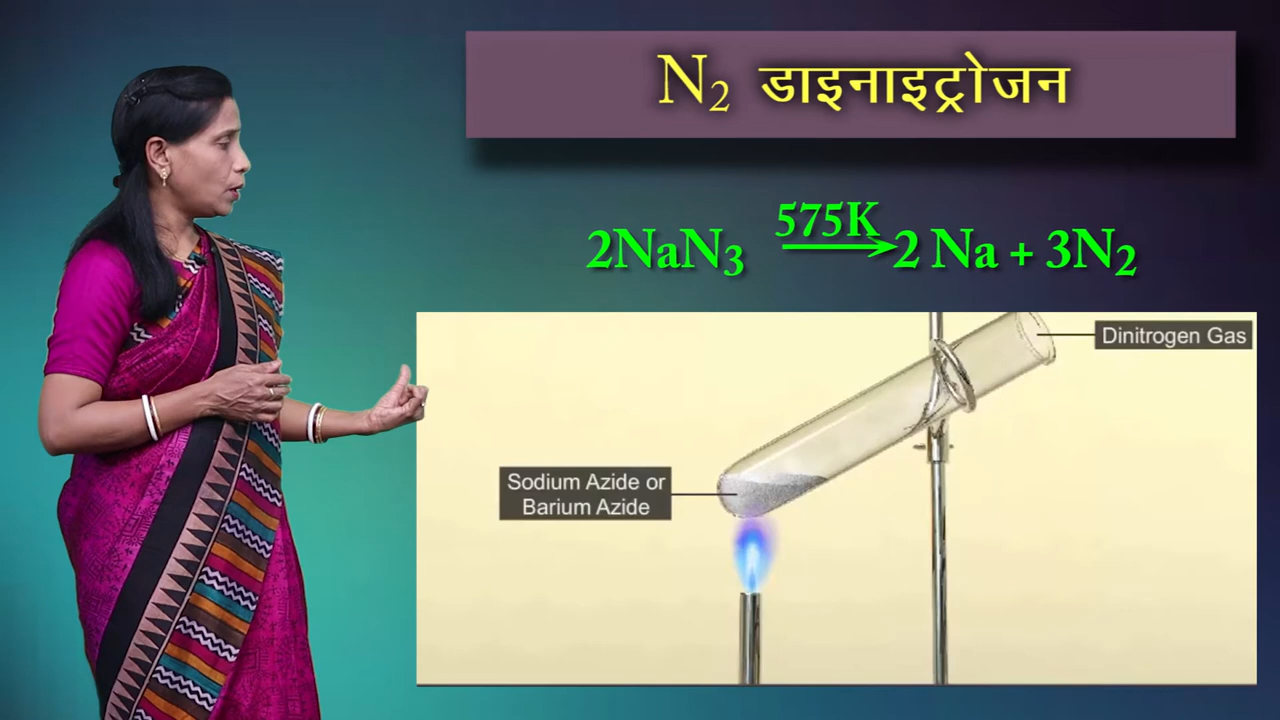 N₂ डाइनाइट्रोजन
575K
2NaN₃ → 2 Na + 3N₂
Dinitrogen Gas
Sodium Azide or
Barium Azide